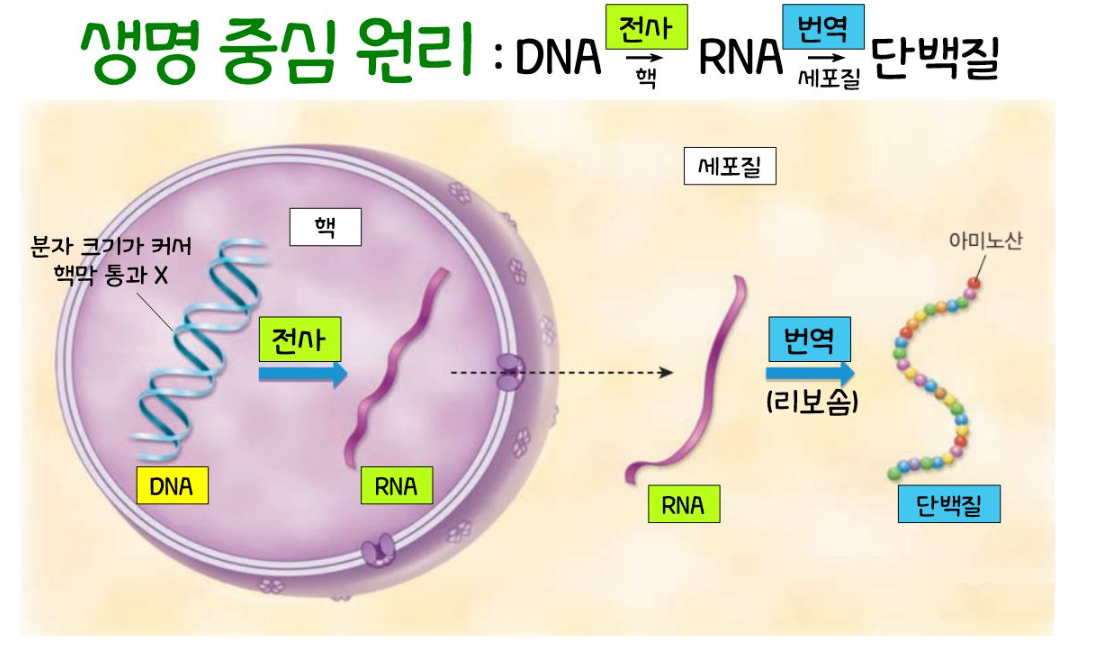 생명 중심 원리 : DNA 전사 → 핵 RNA 번역 → 세포질 단백질
세포질
핵
분자 크기가 커서
핵막 통과 X
아미노산
전사
번역
(리보솜)
DNA
RNA
RNA
단백질